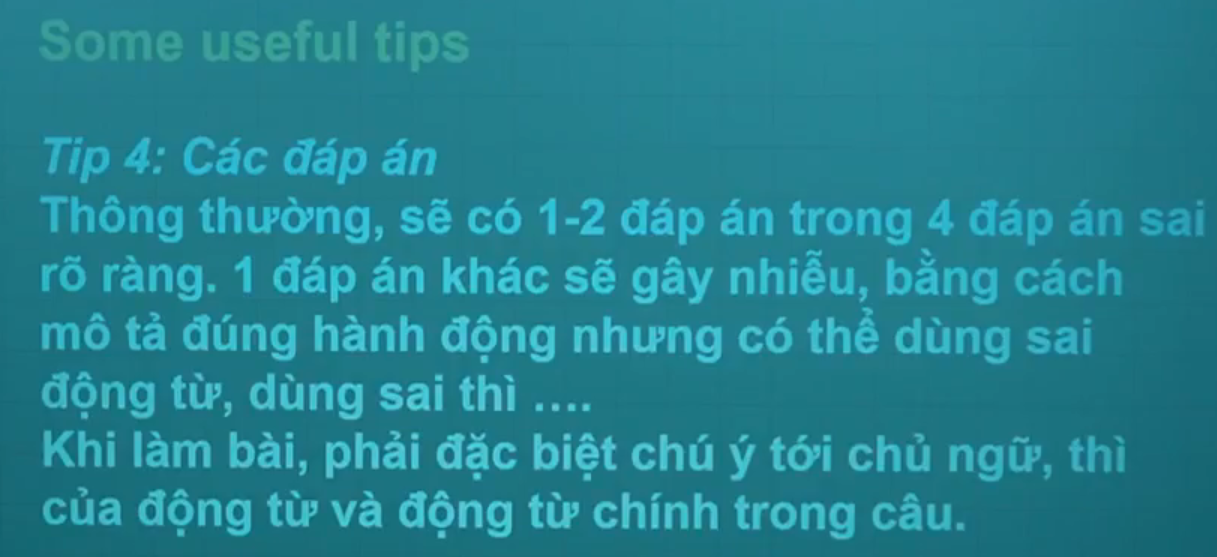 Some useful tips
Tip 4: Các đáp án
Thông thường, sẽ có 1-2 đáp án trong 4 đáp án sai
rõ ràng. 1 đáp án khác sẽ gây nhiễu, bằng cách
mô tả đúng hành động nhưng có thể dùng sai
động từ, dùng sai thì ....
Khi làm bài, phải đặc biệt chú ý tới chủ ngữ, thì
của động từ và động từ chính trong câu.